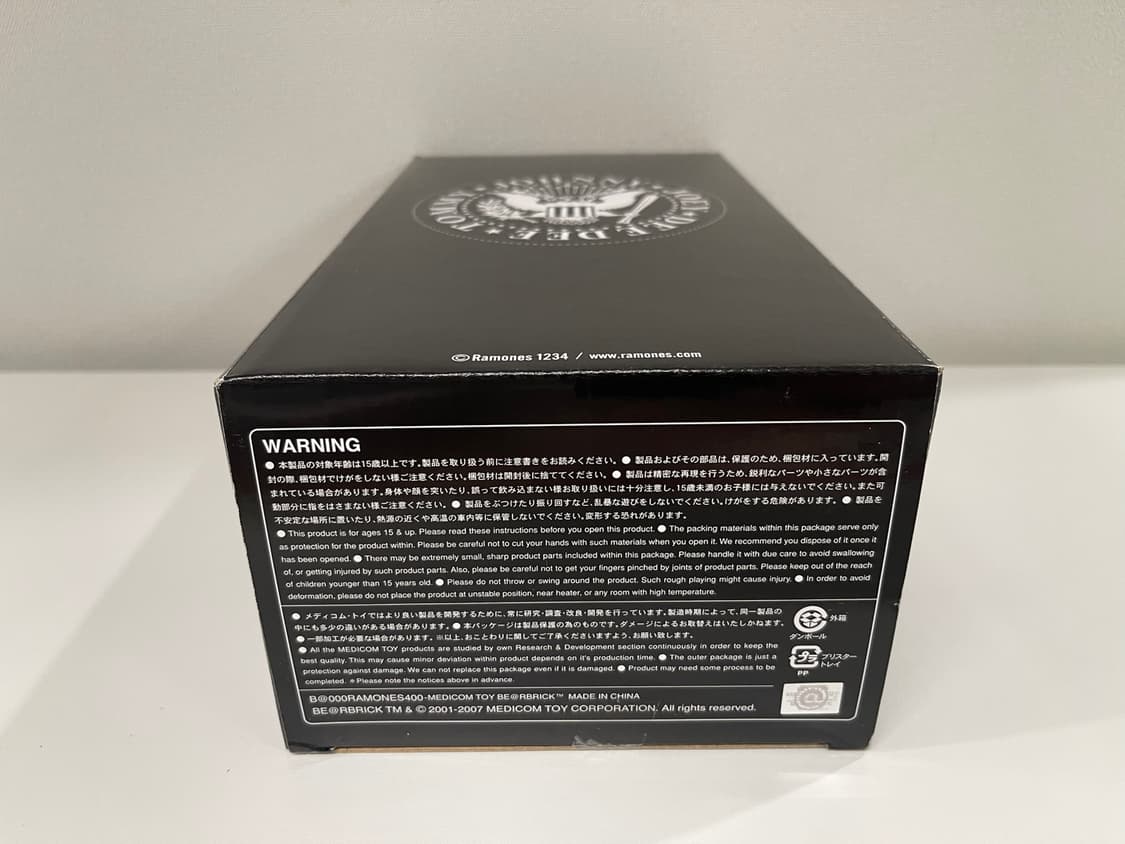 JOHNNY
DEE DEE
TOMMY
© Ramones 1234 / www.ramones.com
WARNING
● 本製品の対象年齢は15歳以上です。製品を取り扱う前に注意書きをお読みください。 ● 製品およびその部品は、保護のため、梱包材に入っています。開
封の際、梱包材でけがをしない様ご注意ください。梱包材は開封後に捨ててください。 ● 製品は精密な再現を行うため、鋭利なパーツや小さなパーツが含
まれている場合があります。身体や顔を突いたり、誤って飲み込まない様お取り扱いには十分注意し、15歳未満のお子様には与えないでください。また可
動部分に指をはさまない様ご注意ください。 ● 製品をぶつけたり振り回すなど、乱暴な遊びをしないでください。けがをする危険があります。 ● 製品を
不安定な場所に置いたり、熱源の近くや高温の車内等に保管しないでください。変形する恐れがあります。
● This product is for ages 15 & up. Please read these instructions before you open this product. ● The packing materials within this package serve only
as protection for the product within. Please be careful not to cut your hands with such materials when you open it. We recommend you dispose of it once it
has been opened. ● There may be extremely small, sharp product parts included within this package. Please handle it with due care to avoid swallowing
of, or getting injured by such product parts. Also, please be careful not to get your fingers pinched by joints of product parts. Please keep out of the reach
of children younger than 15 years old. ● Please do not throw or swing around the product. Such rough playing might cause injury. ● In order to avoid
deformation, please do not place the product at unstable position, near heater, or any room with high temperature.
● メディコム・トイではより良い製品を開発するために、常に研究・調査・改良・開発を行っています。製造時期によって、同一製品の
中にも多少の違いがある場合があります。 ● 本パッケージは製品保護の為のものです。ダメージによるお取替えはいたしかねます。
● 一部加工が必要な場合があります。 ※以上、おことわりに関してご了承くださいますよう、お願い致します。
● All the MEDICOM TOY products are studied by own Research & Development section continuously in order to keep the
best quality. This may cause minor deviation within product depends on it's production time. ● The outer package is just a
protection against damage. We can not replace this package even if it is damaged. ● Product may need some process to be
completed. ＊Please note the notices above in advance.
外箱
ダンボール
プラ
ブリスター
トレイ
PP
B@000RAMONES400-MEDICOM TOY BE@RBRICK™ MADE IN CHINA
BE@RBRICK TM & © 2001-2007 MEDICOM TOY CORPORATION. All rights reserved.